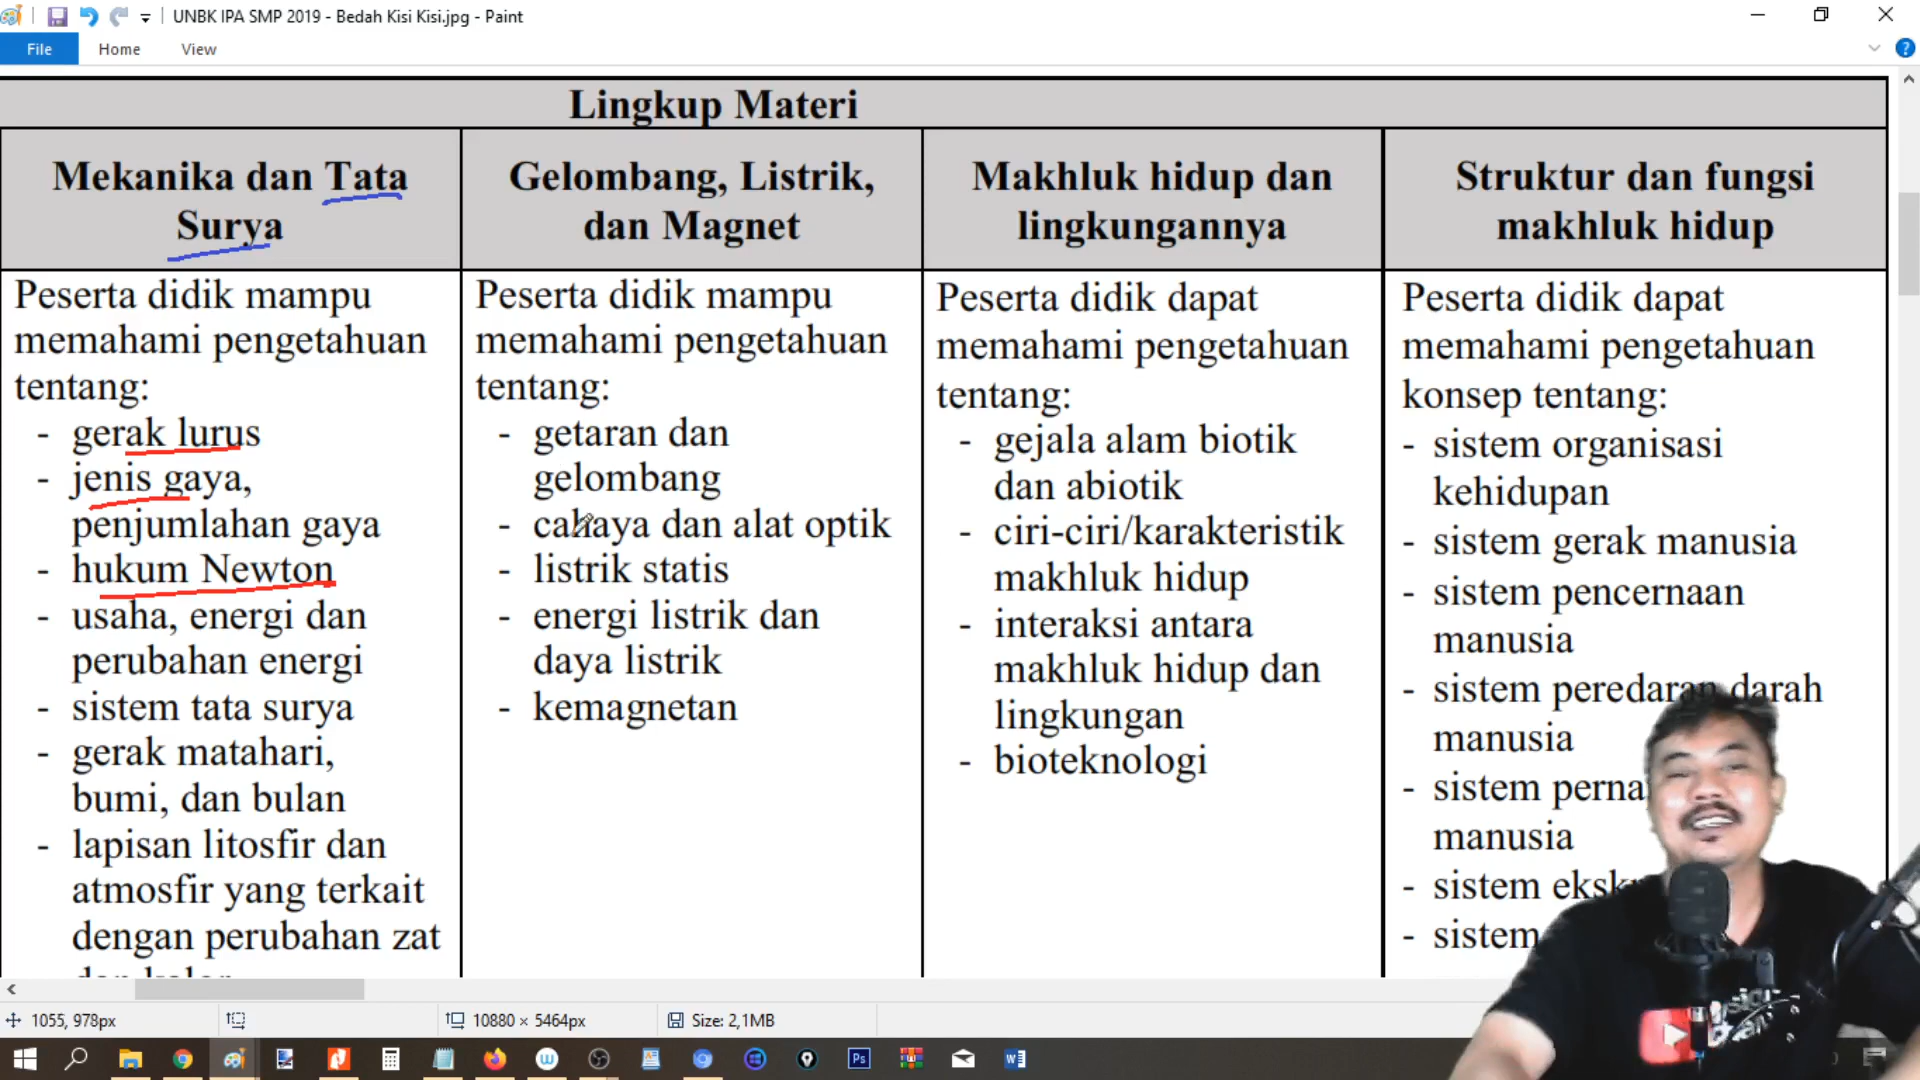 UNBK IPA SMP 2019 - Bedah Kisi Kisi.jpg - Paint
File Home View
Lingkup Materi
Mekanika dan Tata
Surya
Peserta didik mampu
memahami pengetahuan
tentang:
- gerak lurus
- jenis gaya,
penjumlahan gaya
- hukum Newton
- usaha, energi dan
perubahan energi
- sistem tata surya
- gerak matahari,
bumi, dan bulan
- lapisan litosfir dan
atmosfir yang terkait
dengan perubahan zat
Gelombang, Listrik,
dan Magnet
Peserta didik mampu
memahami pengetahuan
tentang:
- getaran dan
gelombang
- cahaya dan alat optik
- listrik statis
- energi listrik dan
daya listrik
- kemagnetan
Makhluk hidup dan
lingkungannya
Peserta didik dapat
memahami pengetahuan
tentang:
- gejala alam biotik
dan abiotik
- ciri-ciri/karakteristik
makhluk hidup
- interaksi antara
makhluk hidup dan
lingkungan
- bioteknologi
Struktur dan fungsi
makhluk hidup
Peserta didik dapat
memahami pengetahuan
konsep tentang:
- sistem organisasi
kehidupan
- sistem gerak manusia
- sistem pencernaan
manusia
- sistem peredaran darah
manusia
- sistem
manusia
- sistem
- sistem
1055, 978px
10880 × 5464px
Size: 2,1MB
Ps